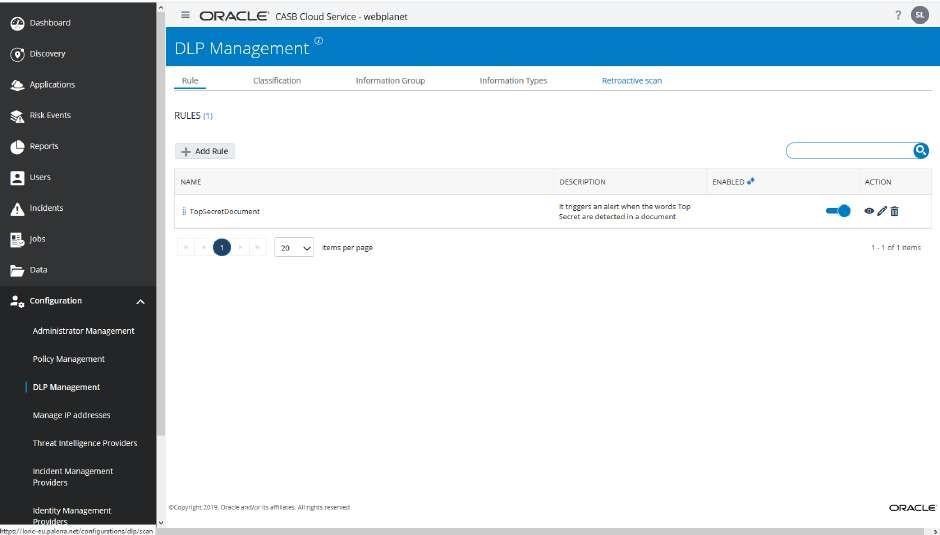 Dashboard
Discovery
Applications
Risk Events
Reports
Users
Incidents
Jobs
Data
Configuration
Administrator Management
Policy Management
DLP Management
Manage IP addresses
Threat Intelligence Providers
Incident Management
Providers
Identity Management
Providers
ORACLE® CASB Cloud Service - webplanet
? SL
DLP Management
Rule Classification Information Group Information Types Retroactive scan
RULES (1)
+ Add Rule
NAME DESCRIPTION ENABLED ACTION
TopSecretDocument
It triggers an alert when the words Top
Secret are detected in a document
« ‹ 1 › » 20 items per page 1 - 1 of 1 items
©Copyright 2019, Oracle and/or its affiliates. All rights reserved
ORACLE®
https://loric-eu.palerra.net/configurations/dlp/scan